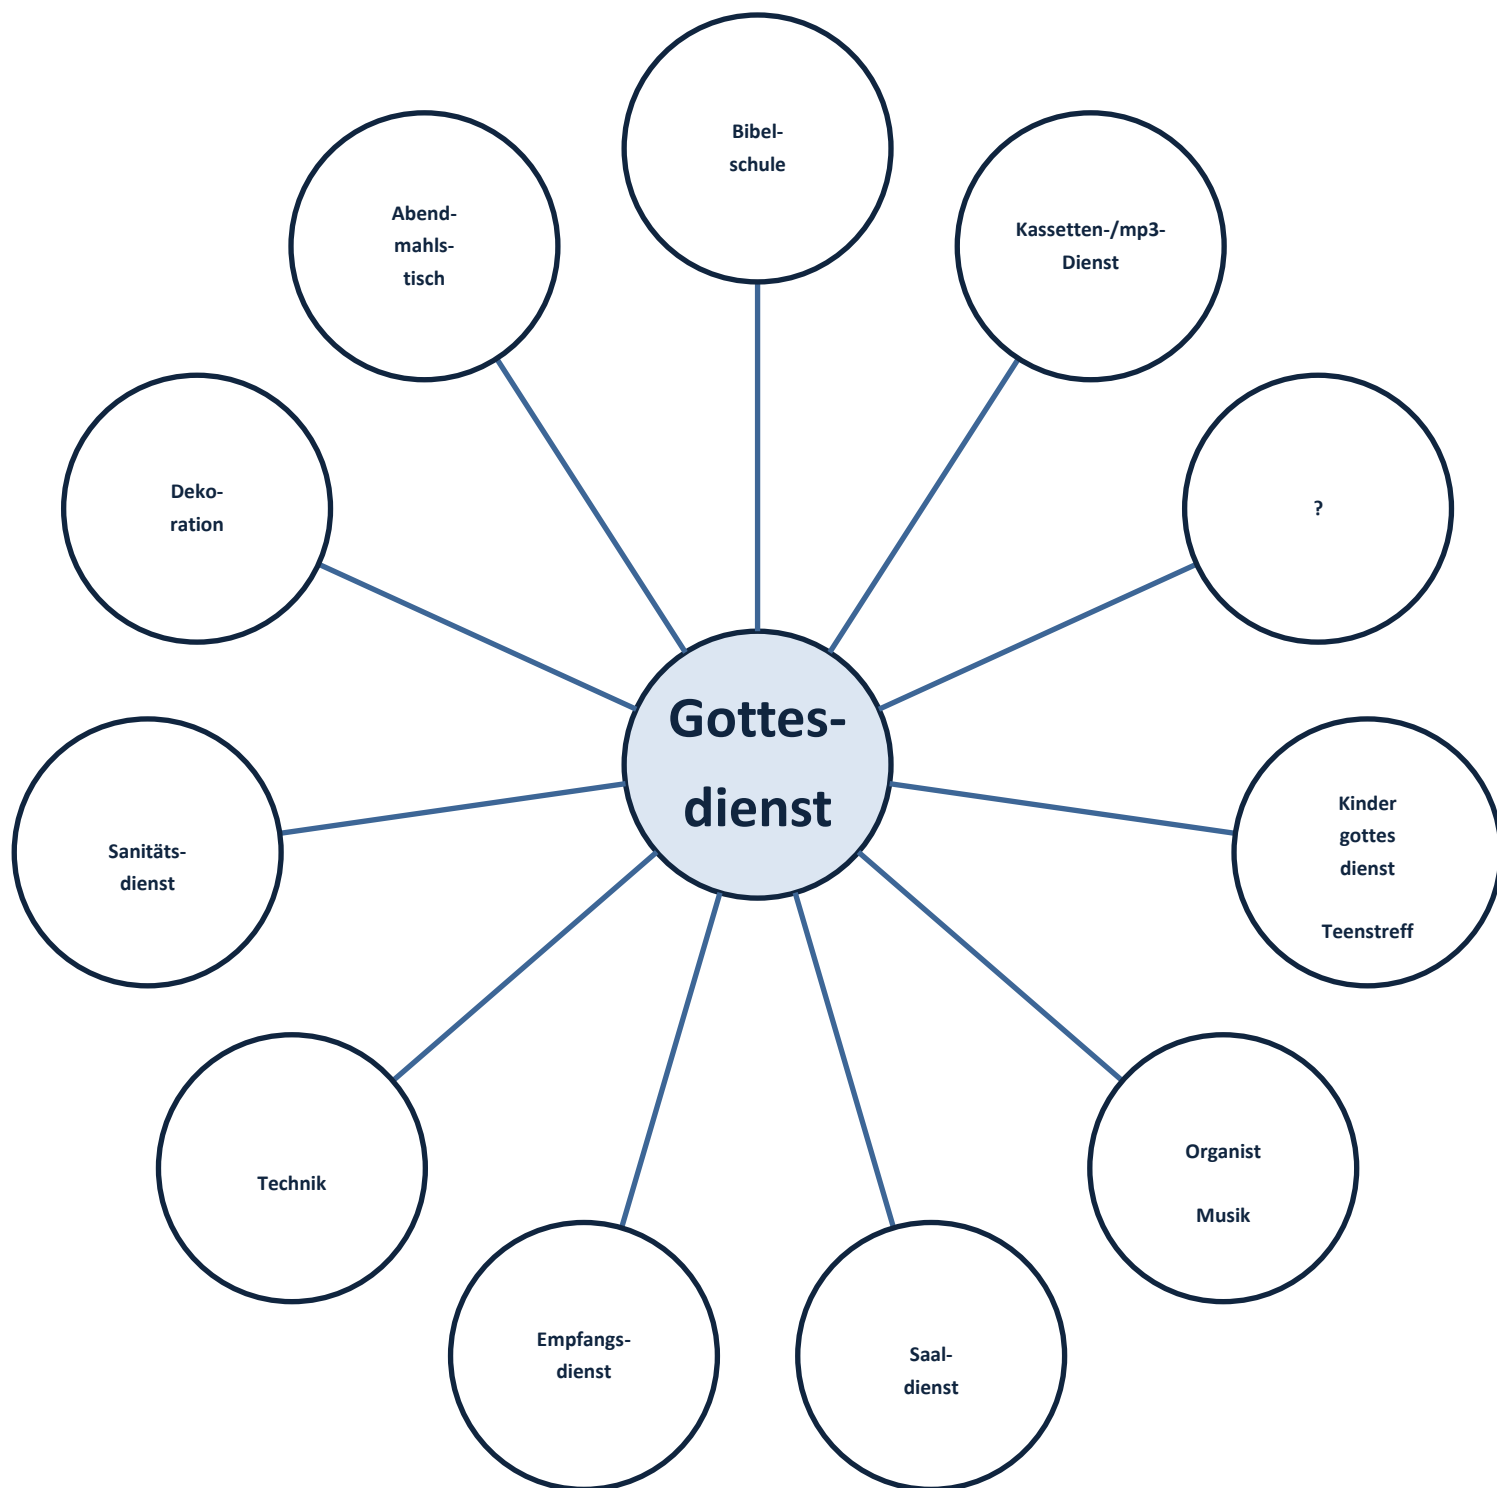 Bibel-
schule
Kassetten-/mp3-
Dienst
?
Kinder
gottes
dienst
Teenstreff
Organist
Musik
Saal-
dienst
Empfangs-
dienst
Technik
Sanitäts-
dienst
Deko-
ration
Abend-
mahls-
tisch
Gottes-
dienst